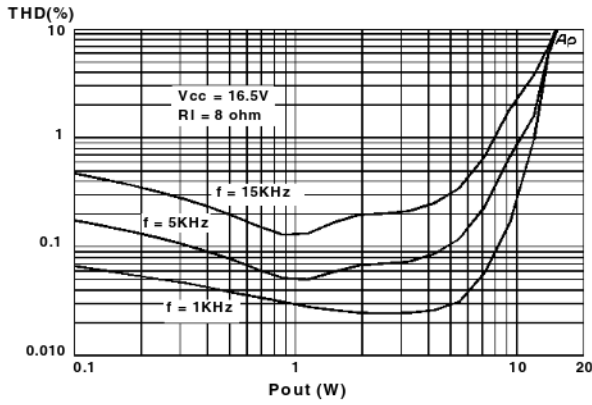 THD(%)
10
Ap
Vcc = 16.5V
Rl = 8 ohm
1
f = 15KHz
f = 5KHz
0.1
f = 1KHz
0.010
0.1
1
10
20
Pout (W)